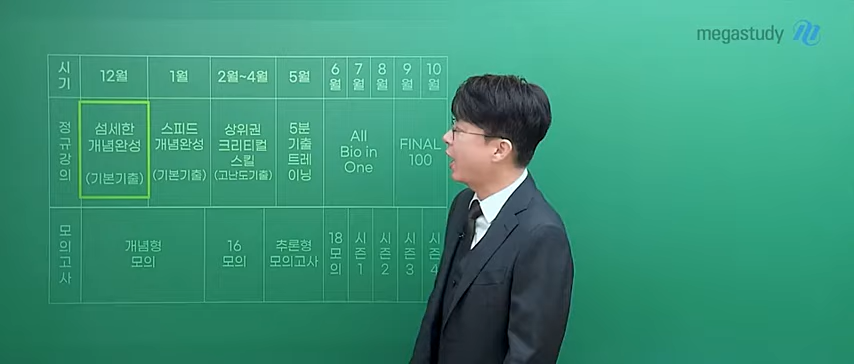 megastudy
시
기
12월
1월
2월~4월
5월
6
월
7
월
8
월
9
월
10
월
정
규
강
의
섬세한
개념완성
(기본기출)
스피드
개념완성
(기본기출)
상위권
크리티컬
스킬
(고난도기출)
5분
기출
트레
이닝
All
Bio in
One
FINAL
100
모
의
고
사
개념형
모의
16
모의
추론형
모의고사
18
모
의
시
즌
1
시
즌
2
시
즌
3
시
즌
4